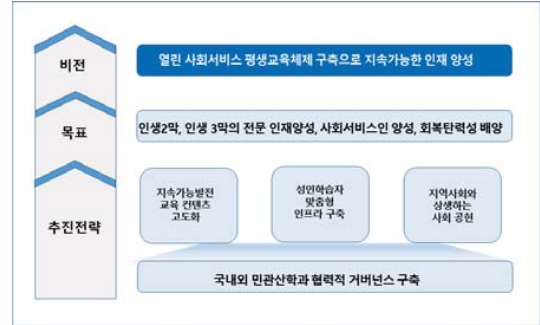 비전
열린 사회서비스 평생교육체제 구축으로 지속가능한 인재 양성
목표
인생2막, 인생 3막의 전문 인재양성, 사회서비스인 양성, 회복탄력성 배양
추진전략
지속가능발전
교육 컨텐츠
고도화
성인학습자
맞춤형
인프라 구축
지역사회와
상생하는
사회 공헌
국내외 민관산학과 협력적 거버넌스 구축